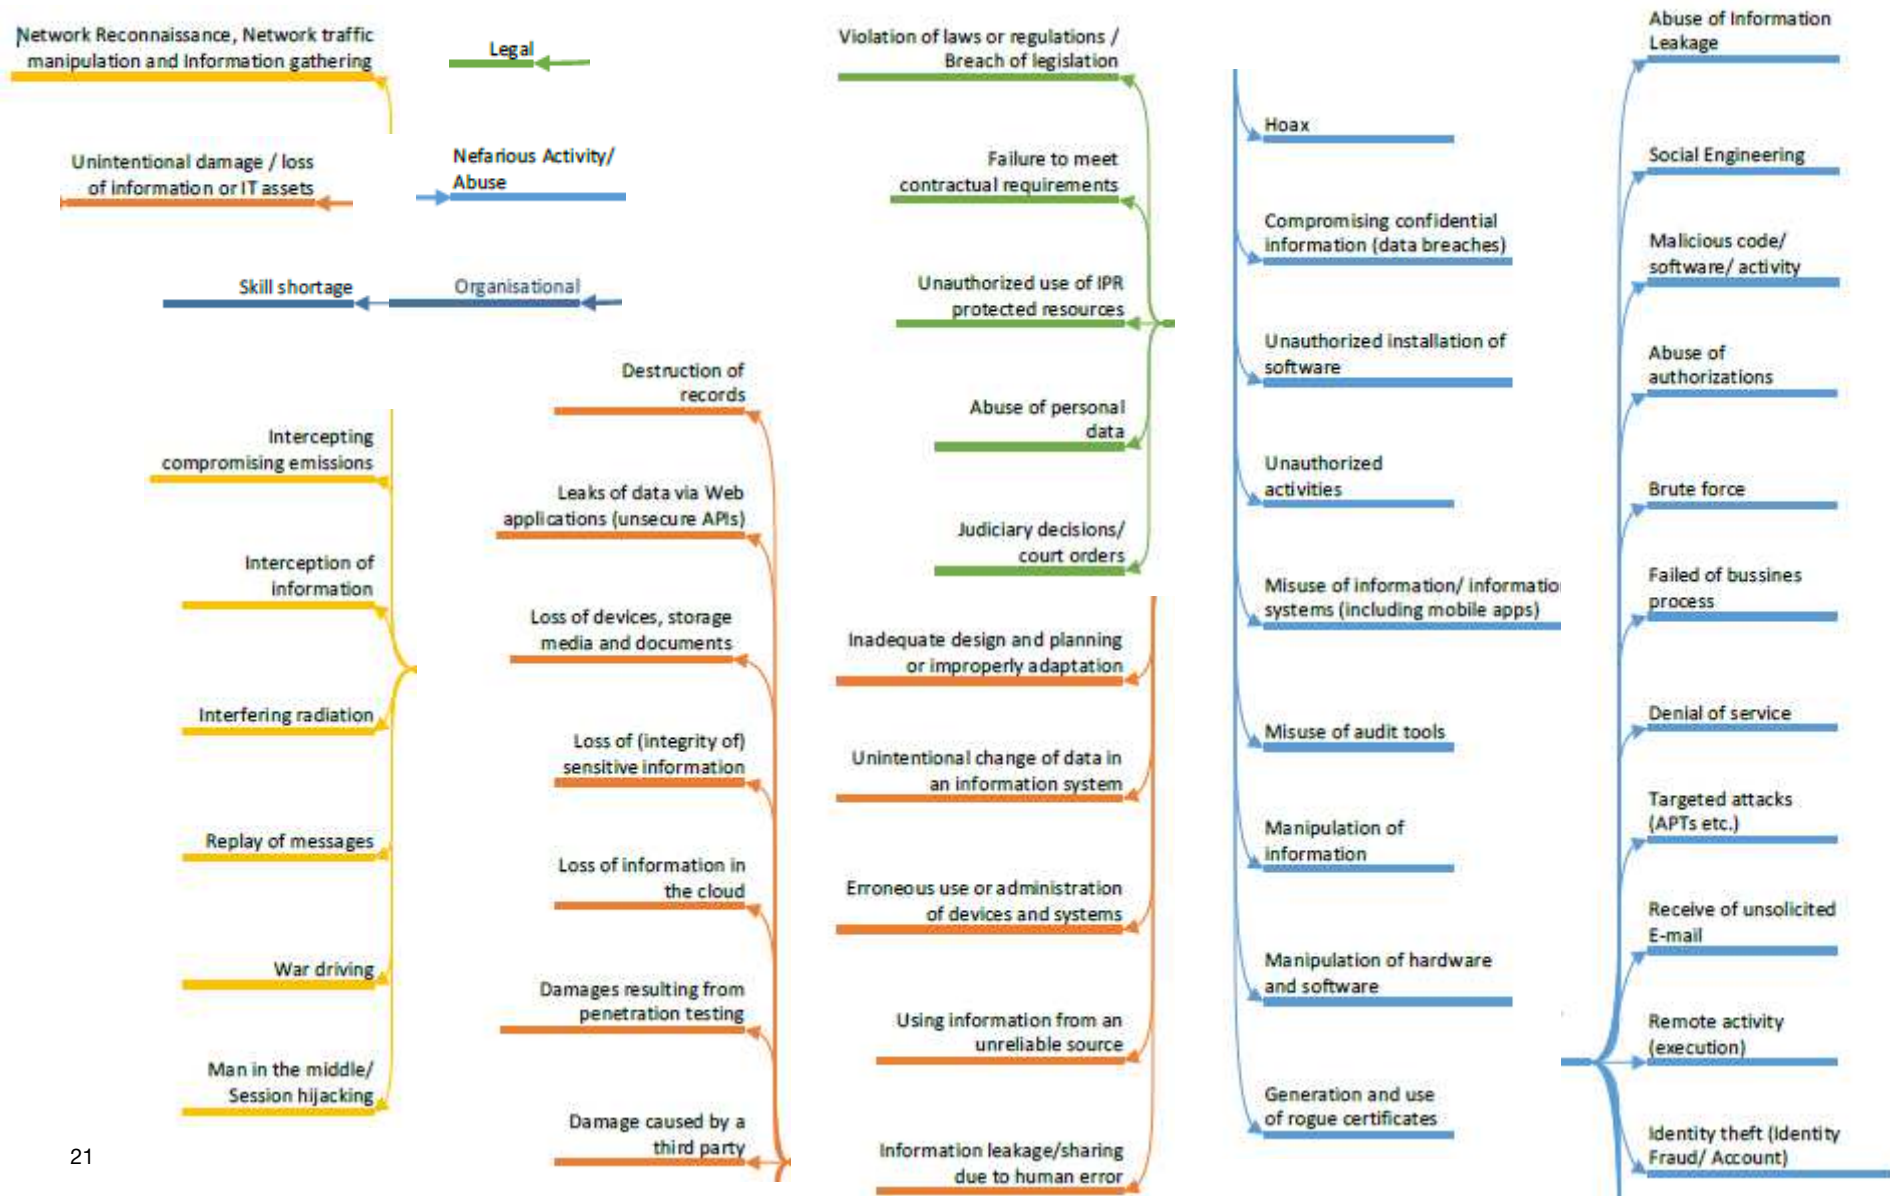 Network Reconnaissance, Network traffic
manipulation and Information gathering
Legal
Unintentional damage / loss
of information or IT assets
Nefarious Activity/
Abuse
Skill shortage
Organisational
Intercepting
compromising emissions
Interception of
information
Interfering radiation
Replay of messages
War driving
Man in the middle/
Session hijacking
21
Destruction of
records
Leaks of data via Web
applications (unsecure APIs)
Loss of devices, storage
media and documents
Loss of (integrity of)
sensitive information
Loss of information in
the cloud
Damages resulting from
penetration testing
Damage caused by a
third party
Violation of laws or regulations /
Breach of legislation
Failure to meet
contractual requirements
Unauthorized use of IPR
protected resources
Abuse of personal
data
Judiciary decisions/
court orders
Inadequate design and planning
or improperly adaptation
Unintentional change of data in
an information system
Erroneous use or administration
of devices and systems
Using information from an
unreliable source
Information leakage/sharing
due to human error
Hoax
Compromising confidential
information (data breaches)
Unauthorized installation of
software
Unauthorized
activities
Misuse of information/ informatio
systems (including mobile apps)
Misuse of audit tools
Manipulation of
information
Manipulation of hardware
and software
Generation and use
of rogue certificates
Abuse of Information
Leakage
Social Engineering
Malicious code/
software/ activity
Abuse of
authorizations
Brute force
Failed of bussines
process
Denial of service
Targeted attacks
(APTs etc.)
Receive of unsolicited
E-mail
Remote activity
(execution)
Identity theft (Identity
Fraud/ Account)